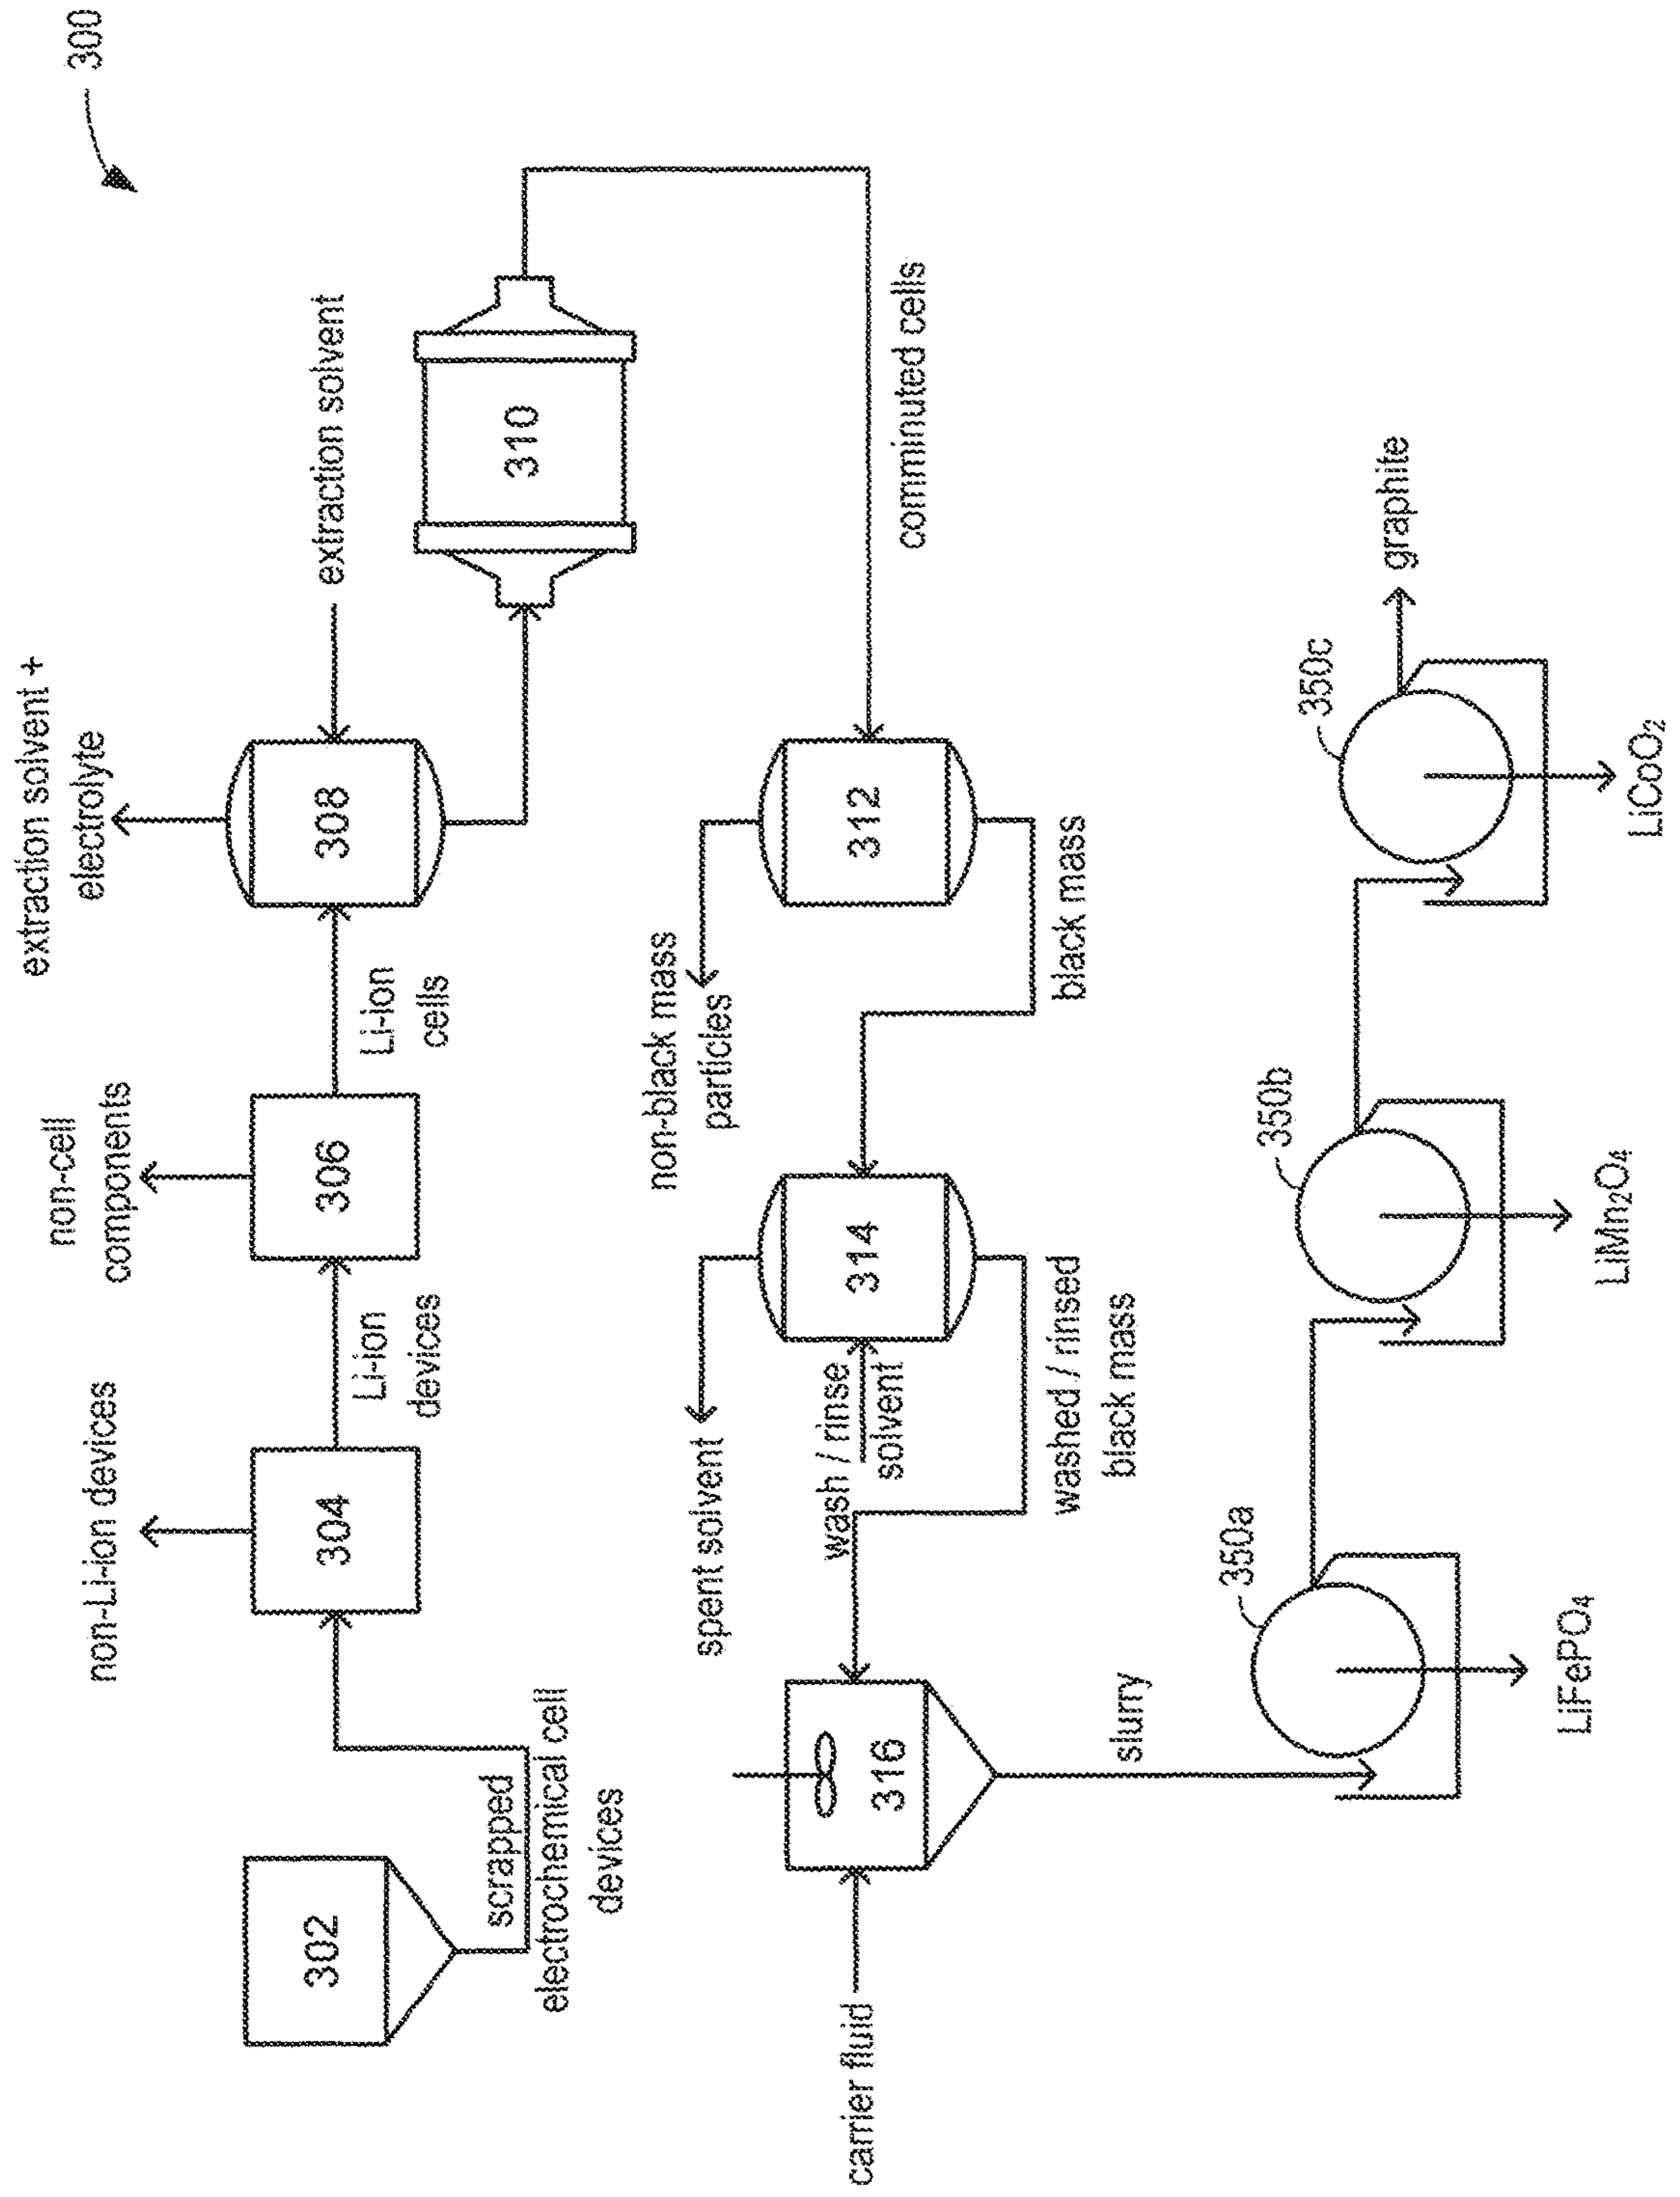 300
extraction solvent +
electrolyte
non-cell
components
non-Li-ion devices
302
scrapped
electrochemical cell
devices
304
Li-ion
devices
306
Li-ion
cells
308
extraction solvent
310
comminuted cells
312
non-black mass
particles
black mass
314
spent solvent
wash / rinse
solvent
washed / rinsed
black mass
316
carrier fluid
slurry
350a
LiFePO₄
350b
LiMn₂O₄
350c
LiCoO₂
graphite